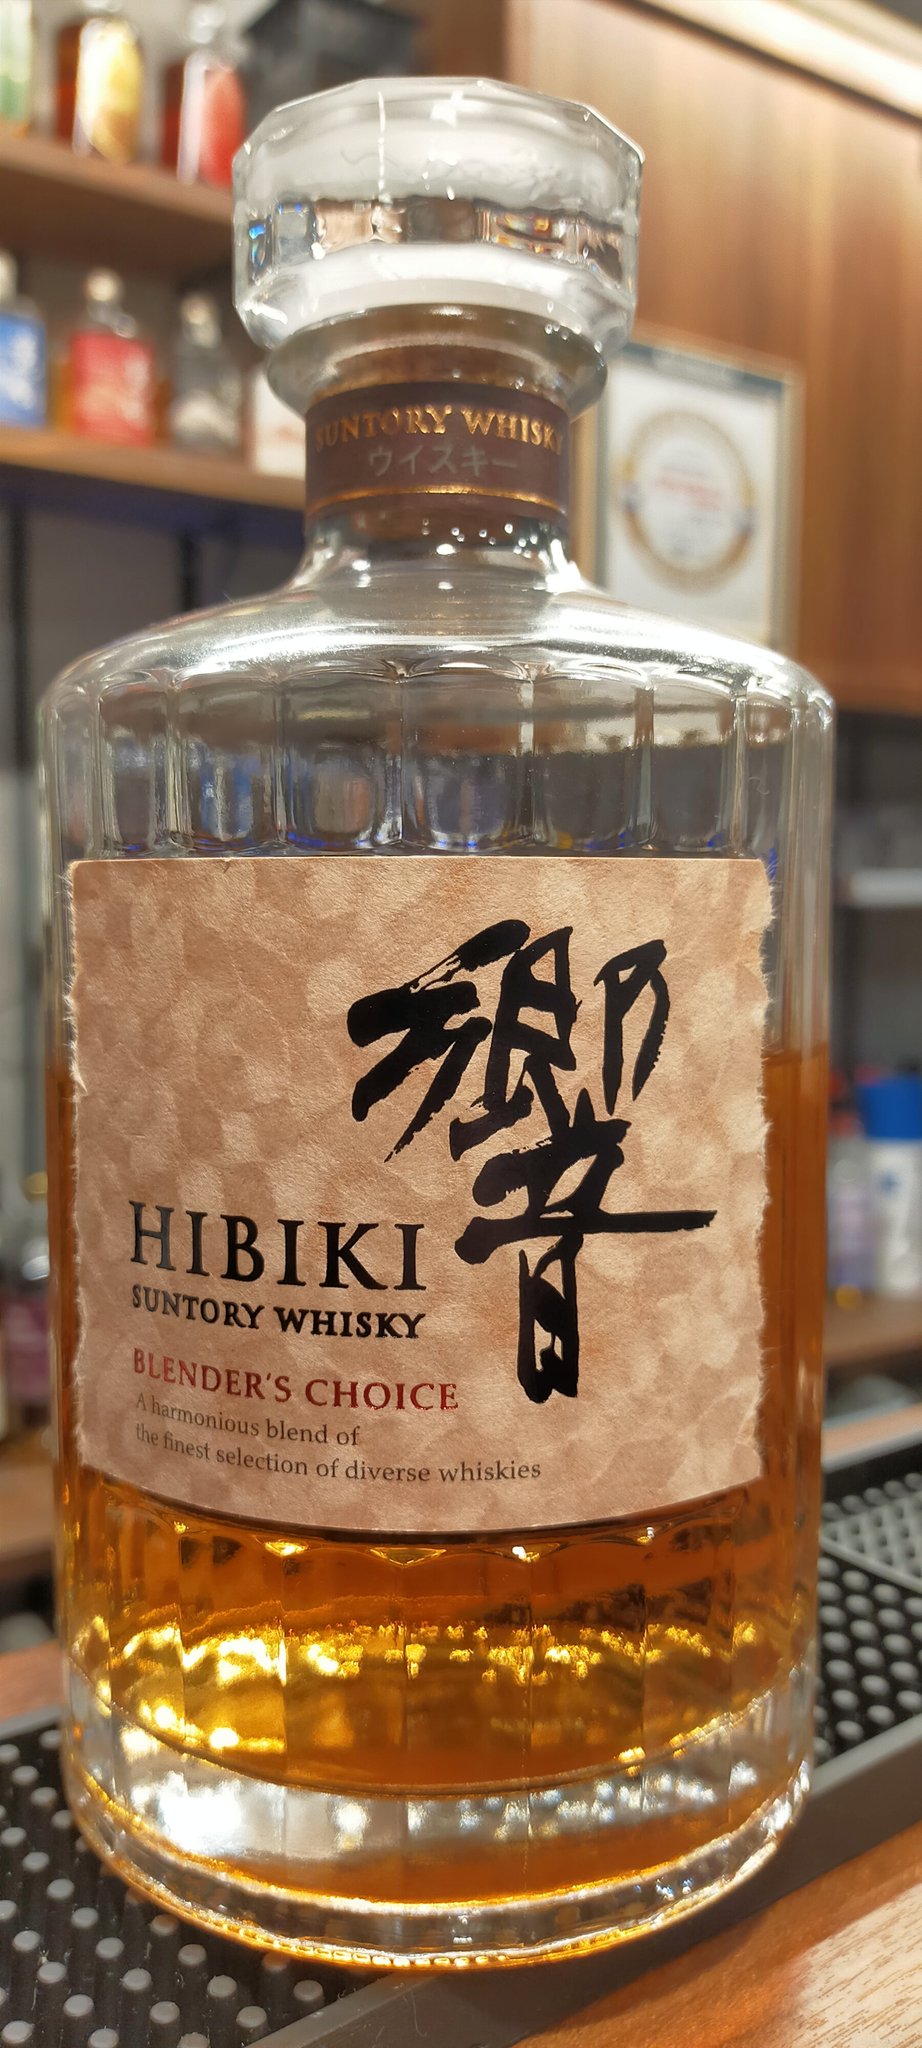 SUNTORY WHISKY
ウイスキー
響
HIBIKI
SUNTORY WHISKY
BLENDER'S CHOICE
A harmonious blend of
the finest selection of diverse whiskies